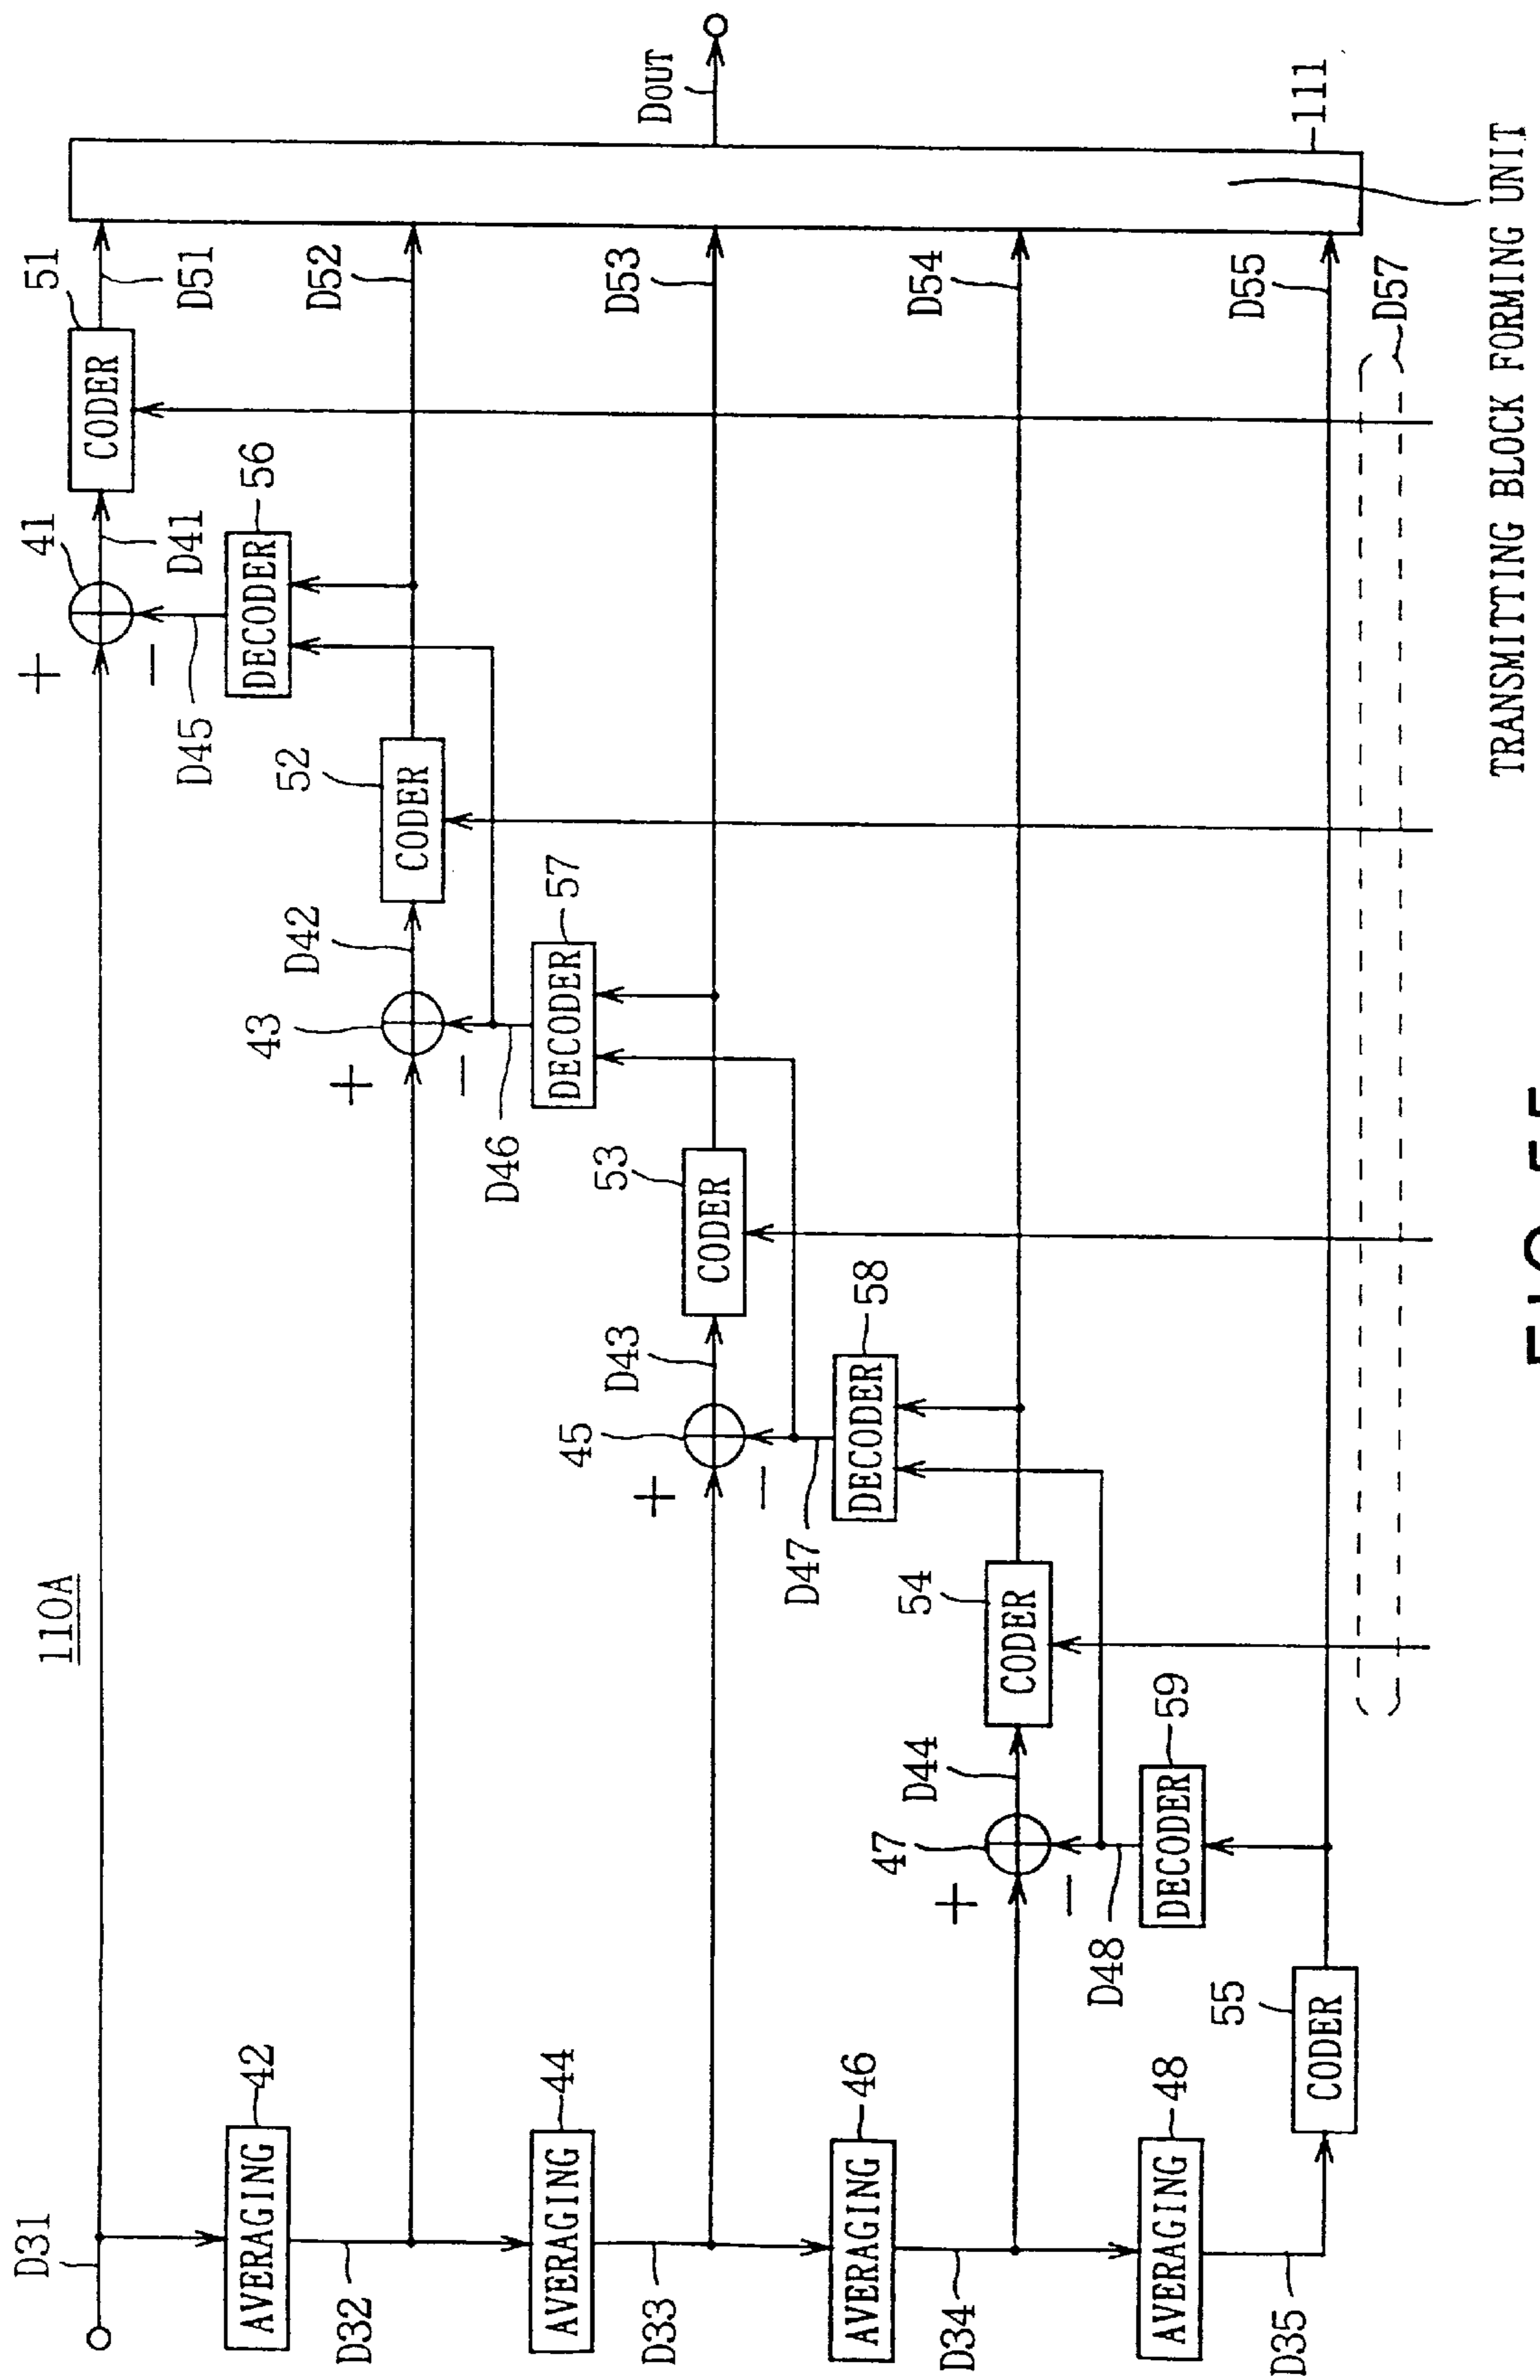 110A
D31
+
−
41
D41
CODER
51
D51
D45
DECODER
56
AVERAGING
42
D32
+
−
43
D42
CODER
52
D52
D46
DECODER
57
AVERAGING
44
D33
+
−
45
D43
CODER
53
D53
D47
DECODER
58
AVERAGING
46
D34
+
−
47
D44
CODER
54
D54
D48
DECODER
59
AVERAGING
48
D35
CODER
55
D55
D57
DOUT
111
TRANSMITTING BLOCK FORMING UNIT